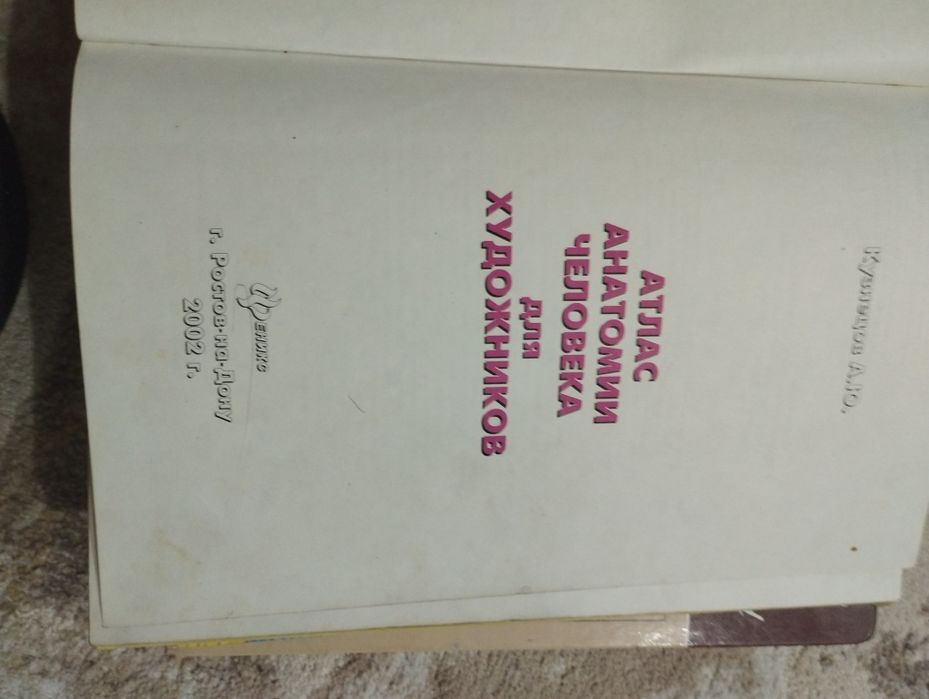 Кузнецов А.Ю.
АТЛАС
АНАТОМИИ
ЧЕЛОВЕКА
ДЛЯ
ХУДОЖНИКОВ
Феникс
г. Ростов-на-Дону
2002 г.